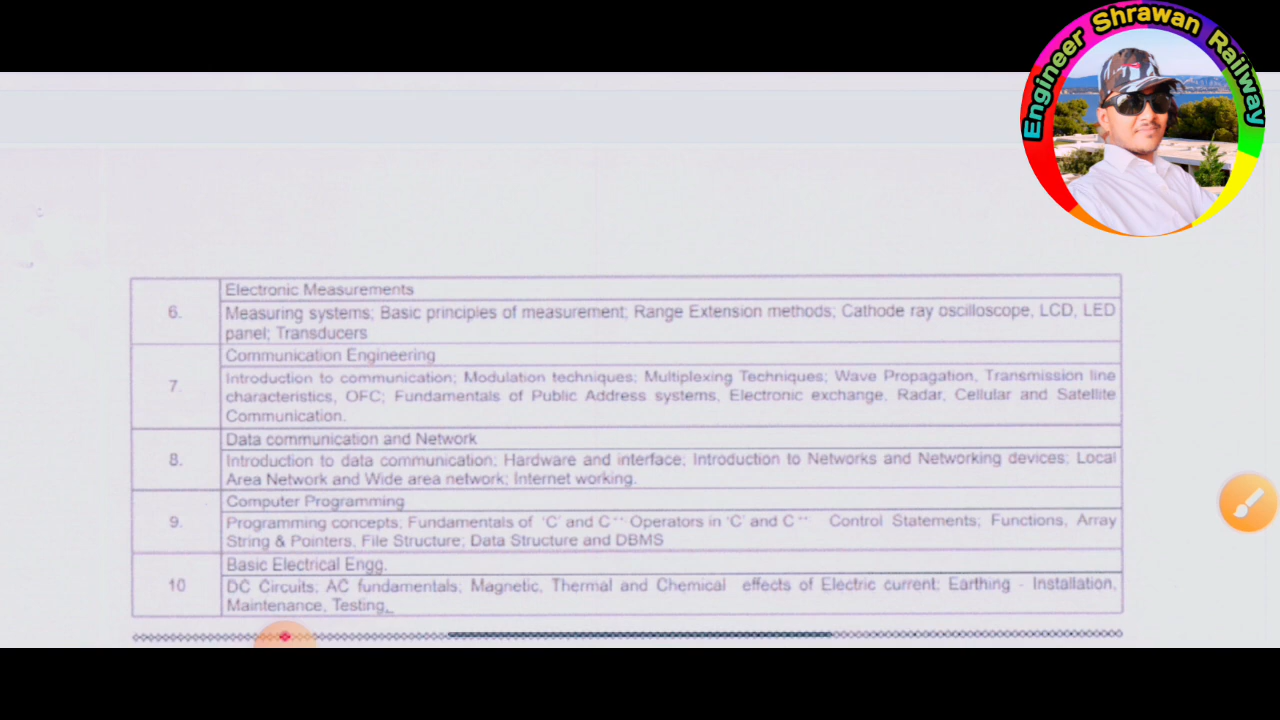 Engineer Shrawan Railway
Electronic Measurements
6.
Measuring systems; Basic principles of measurement; Range Extension methods; Cathode ray oscilloscope, LCD, LED
panel; Transducers
Communication Engineering
7.
Introduction to communication; Modulation techniques; Multiplexing Techniques; Wave Propagation, Transmission line
characteristics, OFC; Fundamentals of Public Address systems, Electronic exchange, Radar, Cellular and Satellite
Communication.
Data communication and Network
8.
Introduction to data communication; Hardware and interface; Introduction to Networks and Networking devices; Local
Area Network and Wide area network; Internet working.
Computer Programming
9.
Programming concepts; Fundamentals of 'C' and C++ Operators in 'C' and C++ Control Statements; Functions, Array
String & Pointers, File Structure; Data Structure and DBMS
Basic Electrical Engg.
10
DC Circuits; AC fundamentals, Magnetic, Thermal and Chemical effects of Electric current; Earthing - Installation,
Maintenance, Testing,